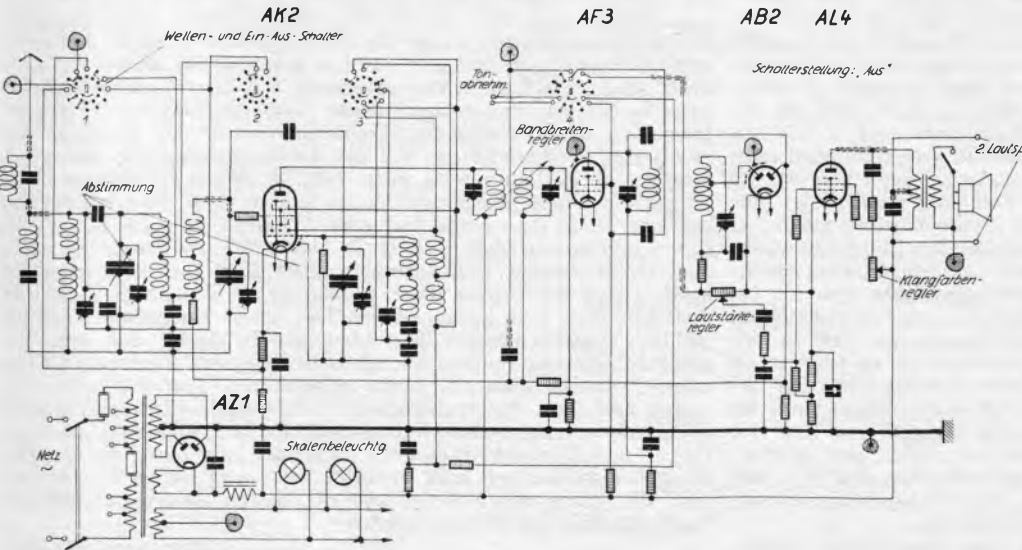 AK2
AF3
AB2
AL4
Wellen- und Ein-Aus-Schalter
Schalterstellung: „Aus"
Ton-
abnehm.
1
2
3
4
Bandbreiten-
regler
2. Lautsp.
Abstimmung
Klangfarben-
regler
Lautstärke-
regler
AZ1
Skalenbeleuchtg.
Netz
~